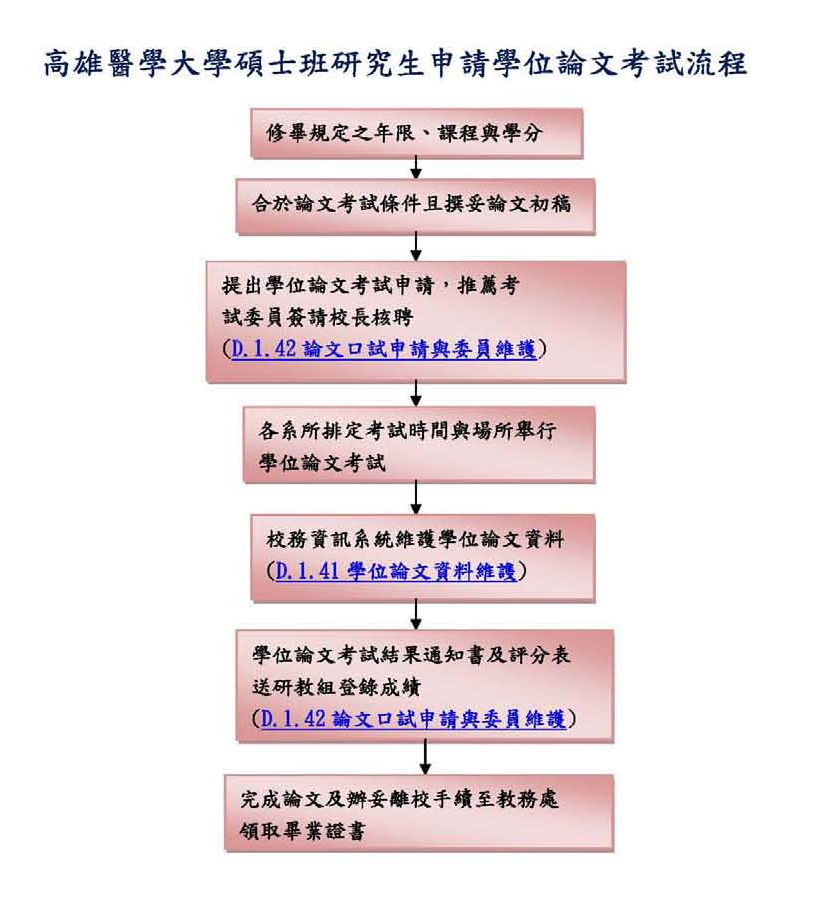 高雄醫學大學碩士班研究生申請學位論文考試流程
修畢規定之年限、課程與學分
合於論文考試條件且撰妥論文初稿
提出學位論文考試申請，推薦考
試委員簽請校長核聘
(D.1.42 論文口試申請與委員維護)
各系所排定考試時間與場所舉行
學位論文考試
校務資訊系統維護學位論文資料
(D.1.41 學位論文資料維護)
學位論文考試結果通知書及評分表
送研教組登錄成績
(D.1.42 論文口試申請與委員維護)
完成論文及辦妥離校手續至教務處
領取畢業證書